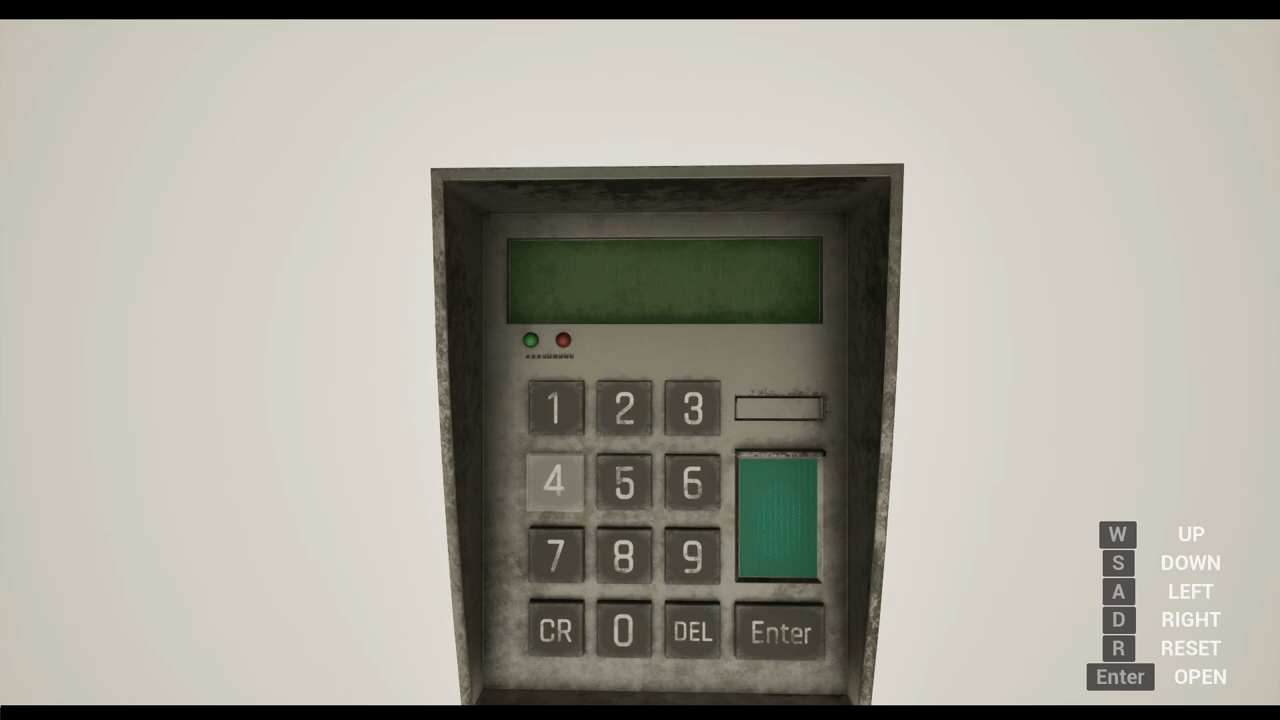 1 2 3
4 5 6
7 8 9
CR 0 DEL Enter
W UP
S DOWN
A LEFT
D RIGHT
R RESET
Enter OPEN